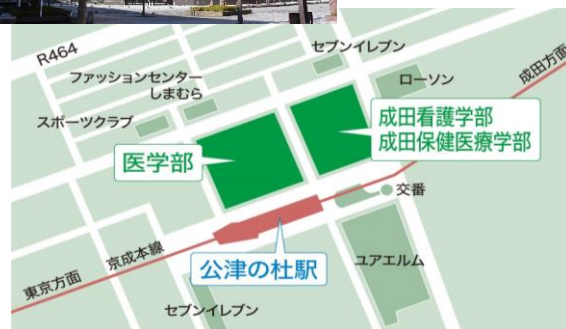 R464
セブンイレブン
ファッションセンター
しまむら
ローソン
成田方面
スポーツクラブ
成田看護学部
成田保健医療学部
医学部
交番
京成本線
公津の杜駅
ユアエルム
東京方面
セブンイレブン